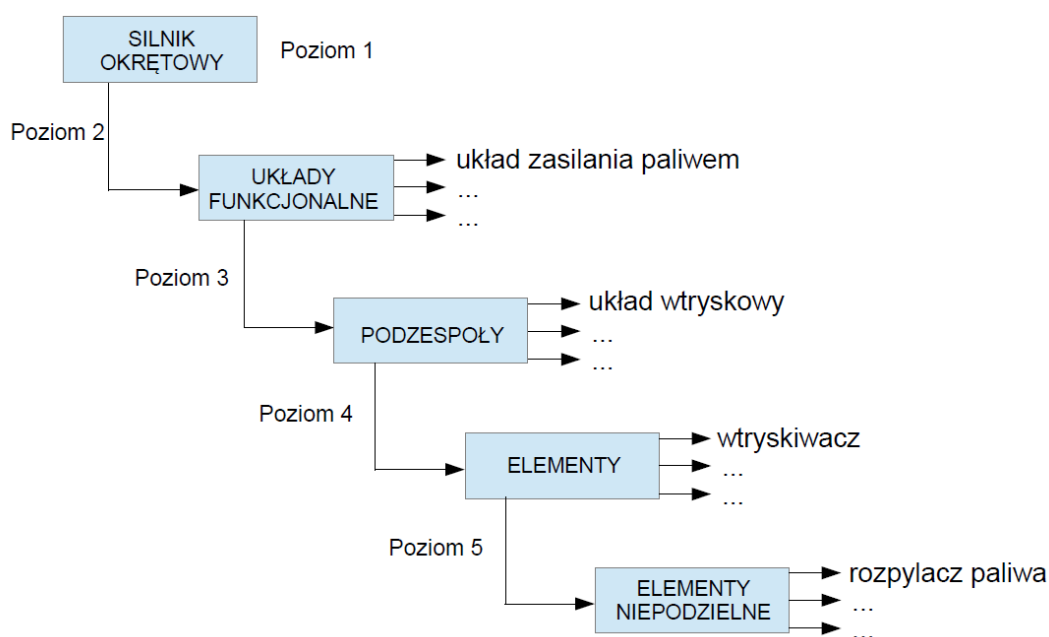 SILNIK
OKRĘTOWY
Poziom 1
Poziom 2
UKŁADY
FUNKCJONALNE
układ zasilania paliwem
...
...
Poziom 3
PODZESPOŁY
układ wtryskowy
...
...
Poziom 4
ELEMENTY
wtryskiwacz
...
...
Poziom 5
ELEMENTY
NIEPODZIELNE
rozpylacz paliwa
...
...